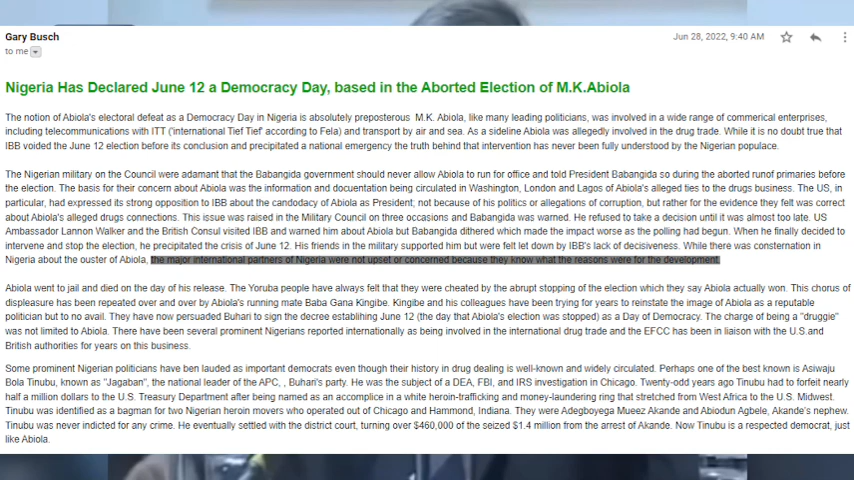 Gary Busch
Jun 28, 2022, 9:40 AM
to me
Nigeria Has Declared June 12 a Democracy Day, based in the Aborted Election of M.K.Abiola
The notion of Abiola's electoral defeat as a Democracy Day in Nigeria is absolutely preposterous M.K. Abiola, like many leading politicians, was involved in a wide range of commerical enterprises,
including telecommunications with ITT ('international Tief Tief' according to Fela) and transport by air and sea. As a sideline Abiola was allegedly involved in the drug trade. While it is no doubt true that
IBB voided the June 12 election before its conclusion and precipitated a national emergency the truth behind that intervention has never been fully understood by the Nigerian populace.
The Nigerian military on the Council were adamant that the Babangida government should never allow Abiola to run for office and told President Babangida so during the aborted runof primaries before
the election. The basis for their concern about Abiola was the information and docuentation being circulated in Washington, London and Lagos of Abiola's alleged ties to the drugs business. The US, in
particular, had expressed its strong opposition to IBB about the candodacy of Abiola as President; not because of his politics or allegations of corruption, but rather for the evidence they felt was correct
about Abiola's alleged drugs connections. This issue was raised in the Military Council on three occasions and Babangida was warned. He refused to take a decision until it was almost too late. US
Ambassador Lannon Walker and the British Consul visited IBB and warned him about Abiola but Babangida dithered which made the impact worse as the polling had begun. When he finally decided to
intervene and stop the election, he precipitated the crisis of June 12. His friends in the military supported him but were felt let down by IBB's lack of decisiveness. While there was consternation in
Nigeria about the ouster of Abiola, the major international partners of Nigeria were not upset or concerned because they know what the reasons were for the development.
Abiola went to jail and died on the day of his release. The Yoruba people have always felt that they were cheated by the abrupt stopping of the election which they say Abiola actually won. This chorus of
displeasure has been repeated over and over by Abiola's running mate Baba Gana Kingibe. Kingibe and his colleagues have been trying for years to reinstate the image of Abiola as a reputable
politician but to no avail. They have now persuaded Buhari to sign the decree establiing June 12 (the day that Abiola's election was stopped) as a Day of Democracy. The charge of being a "druggie"
was not limited to Abiola. There have been several prominent Nigerians reported internationally as being involved in the international drug trade and the EFCC has been in liaison with the U.S.and
British authorities for years on this business.
Some prominent Nigerian politicians have ben lauded as important democrats even though their history in drug dealing is well-known and widely circulated. Perhaps one of the best known is Asiwaju
Bola Tinubu, known as "Jagaban", the national leader of the APC, , Buhari's party. He was the subject of a DEA, FBI, and IRS investigation in Chicago. Twenty-odd years ago Tinubu had to forfeit nearly
half a million dollars to the U.S. Treasury Department after being named as an accomplice in a white heroin-trafficking and money-laundering ring that stretched from West Africa to the U.S. Midwest.
Tinubu was identified as a bagman for two Nigerian heroin movers who operated out of Chicago and Hammond, Indiana. They were Adegboyega Mueez Akande and Abiodun Agbele, Akande's nephew.
Tinubu was never indicted for any crime. He eventually settled with the district court, turning over $460,000 of the seized $1.4 million from the arrest of Akande. Now Tinubu is a respected democrat, just
like Abiola.